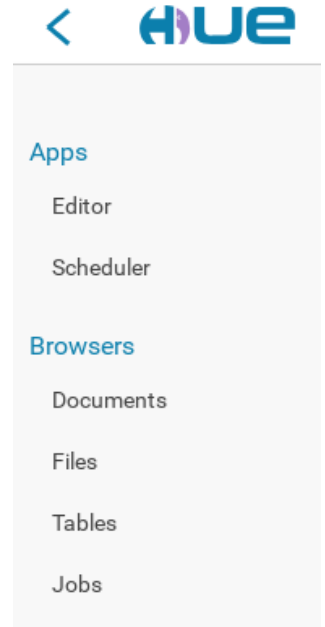 HUE
Apps
Editor
Scheduler
Browsers
Documents
Files
Tables
Jobs